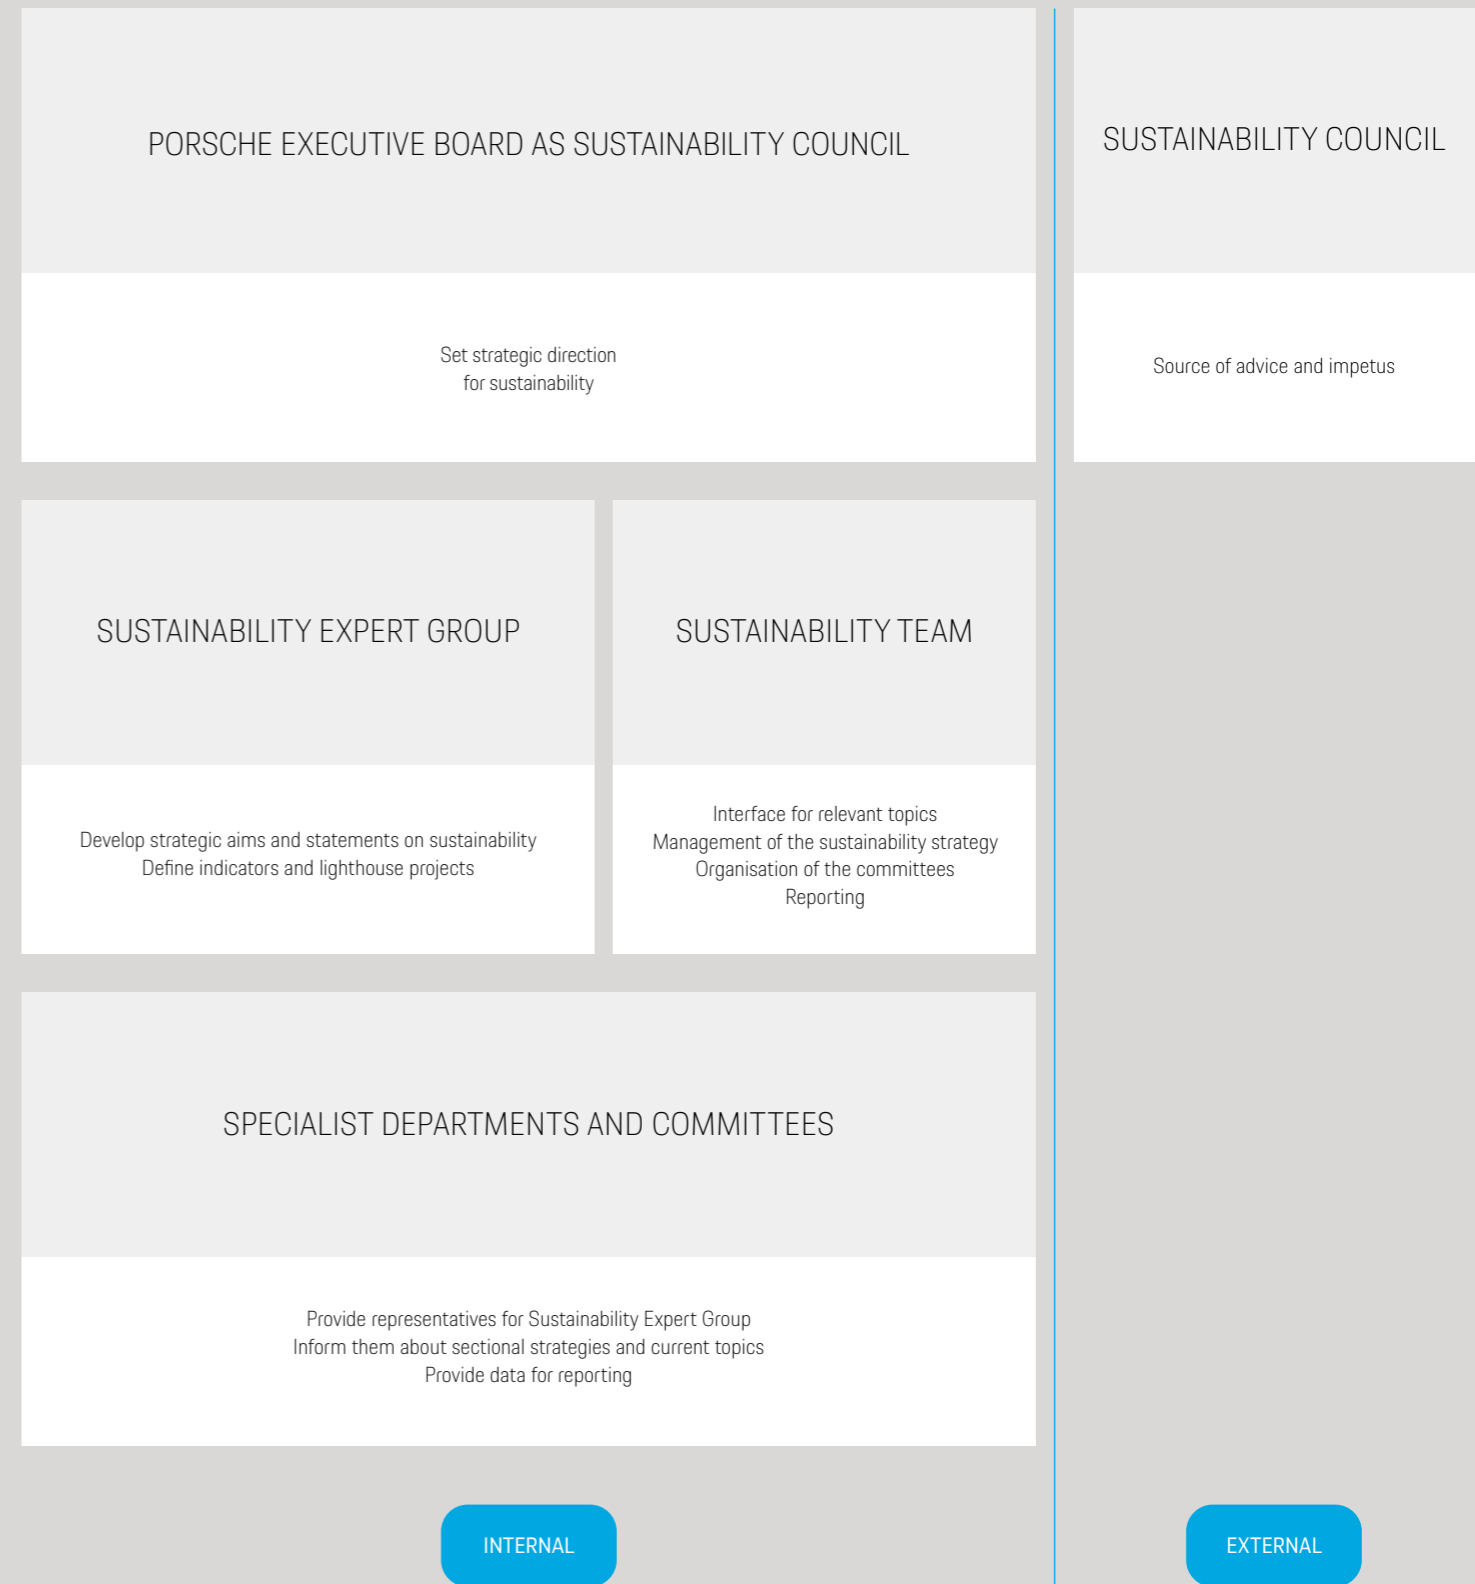 PORSCHE EXECUTIVE BOARD AS SUSTAINABILITY COUNCIL
Set strategic direction
for sustainability
SUSTAINABILITY COUNCIL
Source of advice and impetus
SUSTAINABILITY EXPERT GROUP
Develop strategic aims and statements on sustainability
Define indicators and lighthouse projects
SUSTAINABILITY TEAM
Interface for relevant topics
Management of the sustainability strategy
Organisation of the committees
Reporting
SPECIALIST DEPARTMENTS AND COMMITTEES
Provide representatives for Sustainability Expert Group
Inform them about sectional strategies and current topics
Provide data for reporting
INTERNAL
EXTERNAL